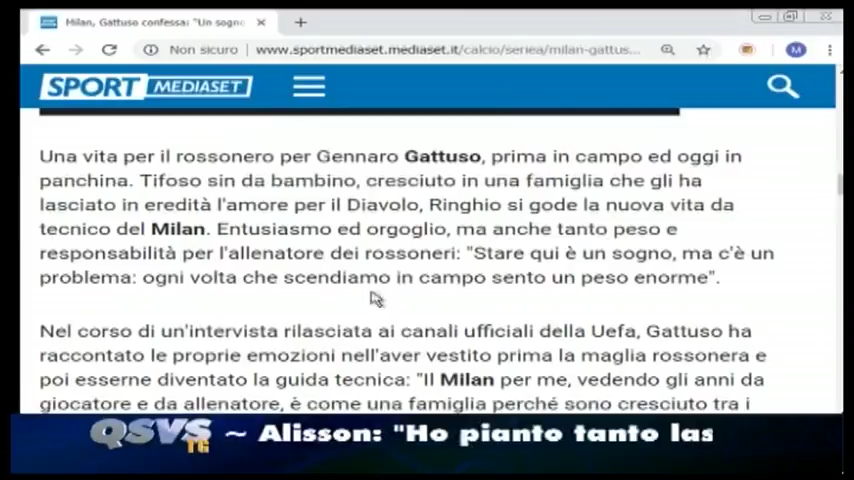 Milan, Gattuso confessa: "Un sogno
Non sicuro
www.sportmediaset.mediaset.it/calcio/seriea/milan-gattus...
M
SPORT MEDIASET
Una vita per il rossonero per Gennaro Gattuso, prima in campo ed oggi in
panchina. Tifoso sin da bambino, cresciuto in una famiglia che gli ha
lasciato in eredità l'amore per il Diavolo, Ringhio si gode la nuova vita da
tecnico del Milan. Entusiasmo ed orgoglio, ma anche tanto peso e
responsabilità per l'allenatore dei rossoneri: "Stare qui è un sogno, ma c'è un
problema: ogni volta che scendiamo in campo sento un peso enorme".
Nel corso di un'intervista rilasciata ai canali ufficiali della Uefa, Gattuso ha
raccontato le proprie emozioni nell'aver vestito prima la maglia rossonera e
poi esserne diventato la guida tecnica: "Il Milan per me, vedendo gli anni da
giocatore e da allenatore, è come una famiglia perché sono cresciuto tra i
QSVS TG ~ Alisson: "Ho pianto tanto las